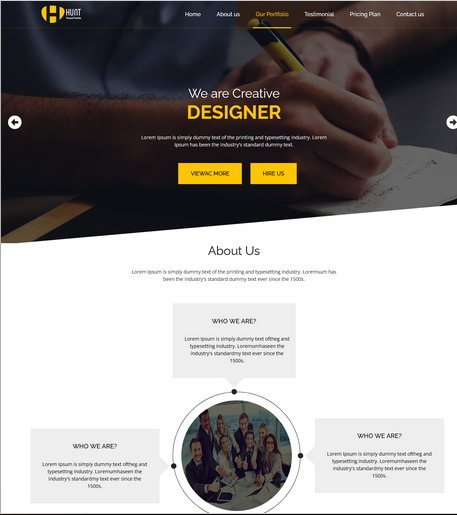 HUNT
Home
About us
Our Portfolio
Testimonial
Pricing Plan
Contact us
We are Creative
DESIGNER
Lorem Ipsum is simply dummy text of the printing and typesetting industry. Lorem
Ipsum has been the industry's standard dummy text.
VIEWAC MORE
HIRE US
About Us
Lorem Ipsum is simply dummy text of the printing and typesetting industry. Loremsum has
been the industry's standard dummy text ever since the 1500s.
WHO WE ARE?
Lorem Ipsum is simply dummy text oftheg and
typesetting industry. Loremumhaseen the
industry's standardmy text ever since the
1500s.
WHO WE ARE?
Lorem Ipsum is simply dummy text oftheg and
typesetting industry. Loremumhaseen the
industry's standardmy text ever since the
1500s.
WHO WE ARE?
Lorem Ipsum is simply dummy text oftheg and
typesetting industry. Loremumhaseen the
industry's standardmy text ever since the
1500s.